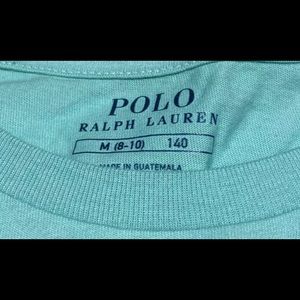 POLO
RALPH LAUREN
M (8-10) 140
MADE IN GUATEMALA